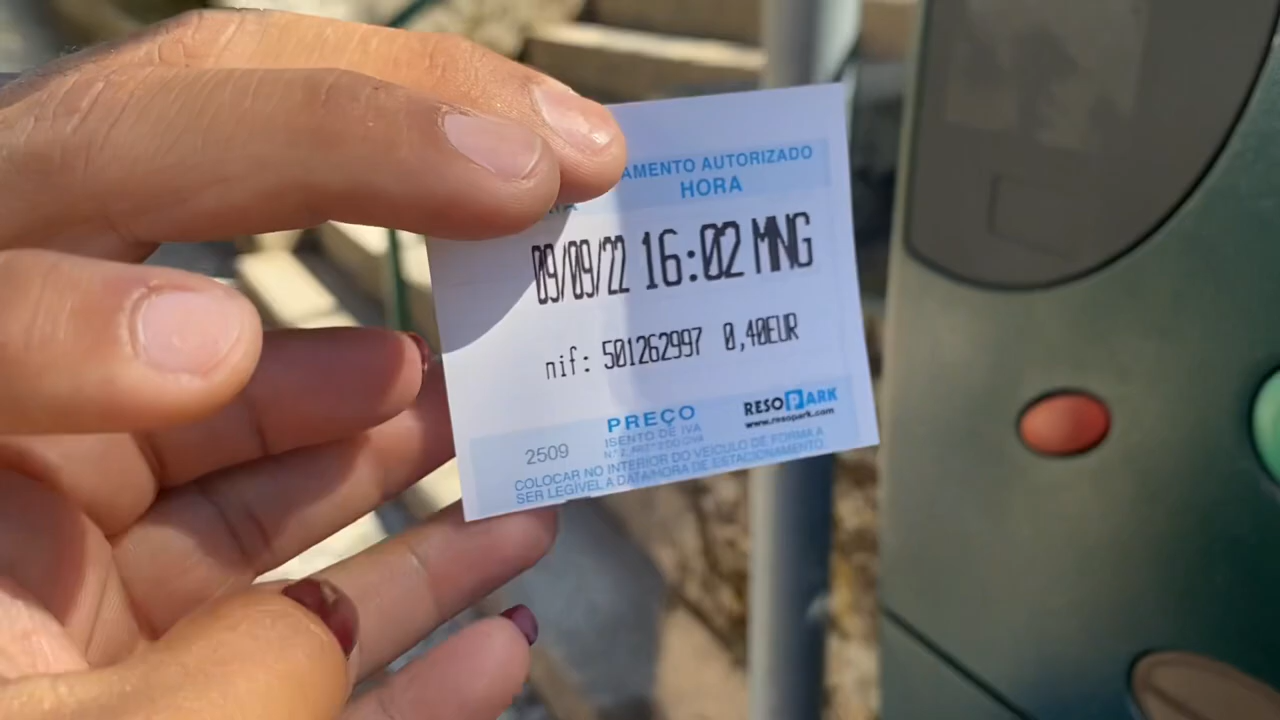 AMENTO AUTORIZADO
HORA
09/09/22 16:02 MNG
nif: 501262997 0,40EUR
PREÇO
RESOPARK
www.resopark.com
ISENTO DE IVA
2509
COLOCAR NO INTERIOR DO VEÍCULO DE FORMA A
SER LEGÍVEL A DATA/HORA DE ESTACIONAMENTO.